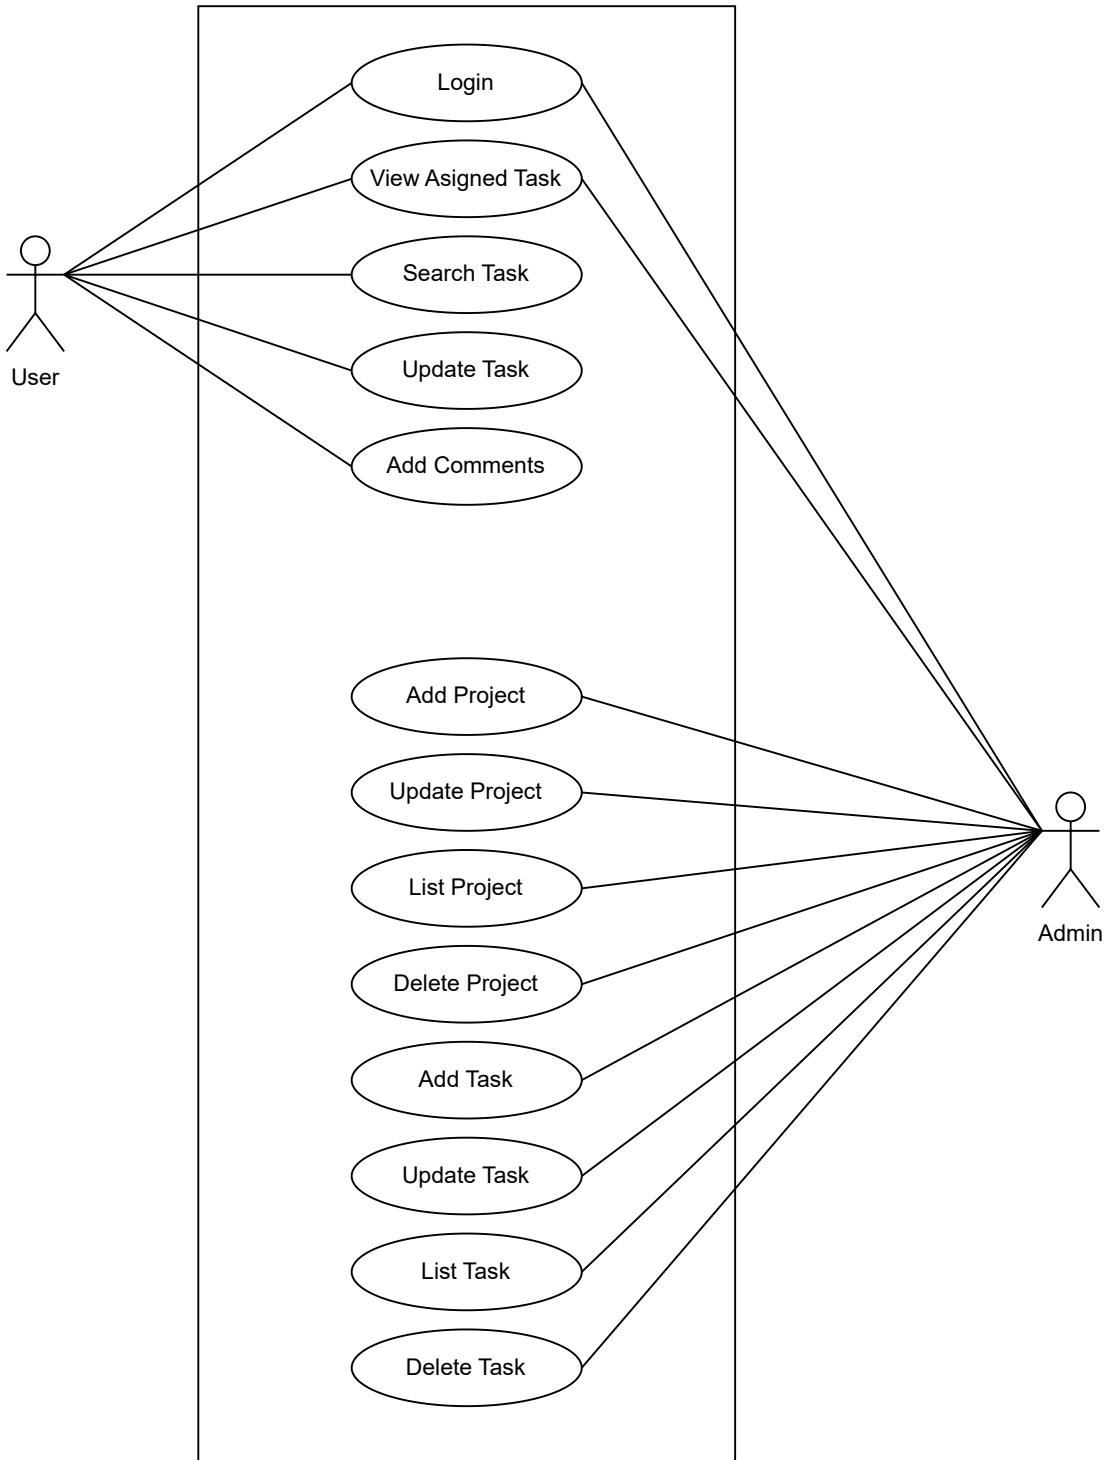 Login
View Asigned Task
Search Task
Update Task
User
Add Comments
Add Project
Update Project
List Project
Admin
Delete Project
Add Task
Update Task
List Task
Delete Task